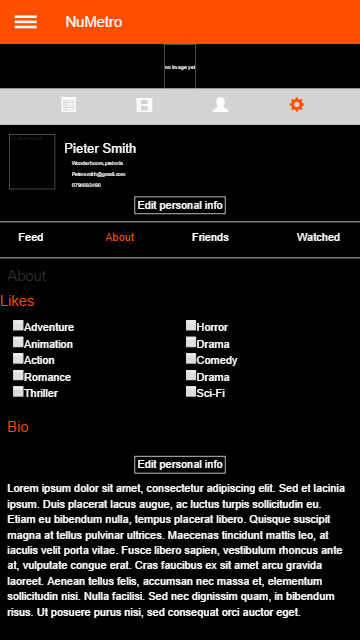 NuMetro
no image yet
Pieter Smith
Wonderboom, pretoria
Petersmith@gmail.com
0794693490
Edit personal info
Feed About Friends Watched
About
Likes
Adventure Horror
Animation Drama
Action Comedy
Romance Drama
Thriller Sci-Fi
Bio
Edit personal info
Lorem ipsum dolor sit amet, consectetur adipiscing elit. Sed et lacinia
ipsum. Duis placerat lacus augue, ac luctus turpis sollicitudin eu.
Etiam eu bibendum nulla, tempus placerat libero. Quisque suscipit
magna at tellus pulvinar ultrices. Maecenas tincidunt mattis leo, at
iaculis velit porta vitae. Fusce libero sapien, vestibulum rhoncus ante
at, vulputate congue erat. Cras faucibus ex sit amet arcu gravida
laoreet. Aenean tellus felis, accumsan nec massa et, elementum
sollicitudin nisi. Nulla facilisi. Sed nec dignissim quam, in bibendum
risus. Ut posuere purus nisi, sed consequat orci auctor eget.